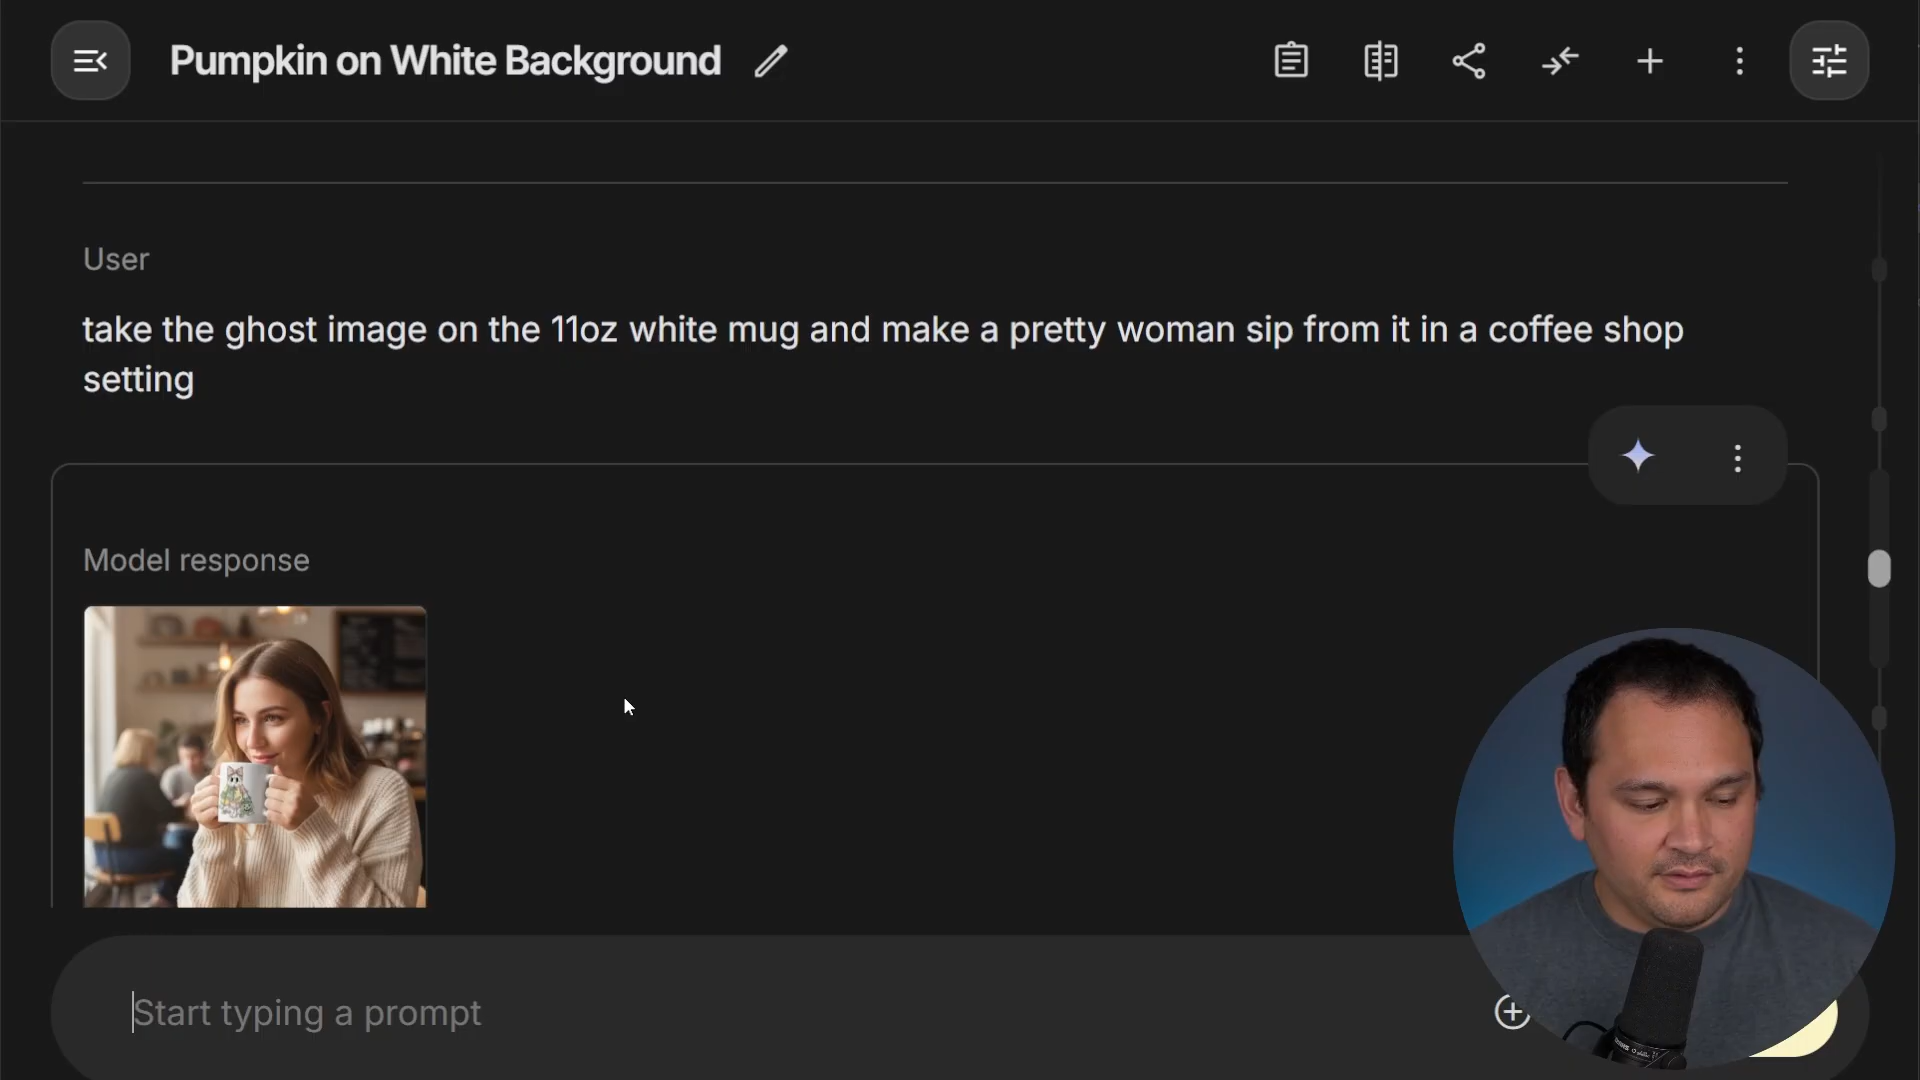 Pumpkin on White Background
User
take the ghost image on the 11oz white mug and make a pretty woman sip from it in a coffee shop
setting
Model response
Start typing a prompt